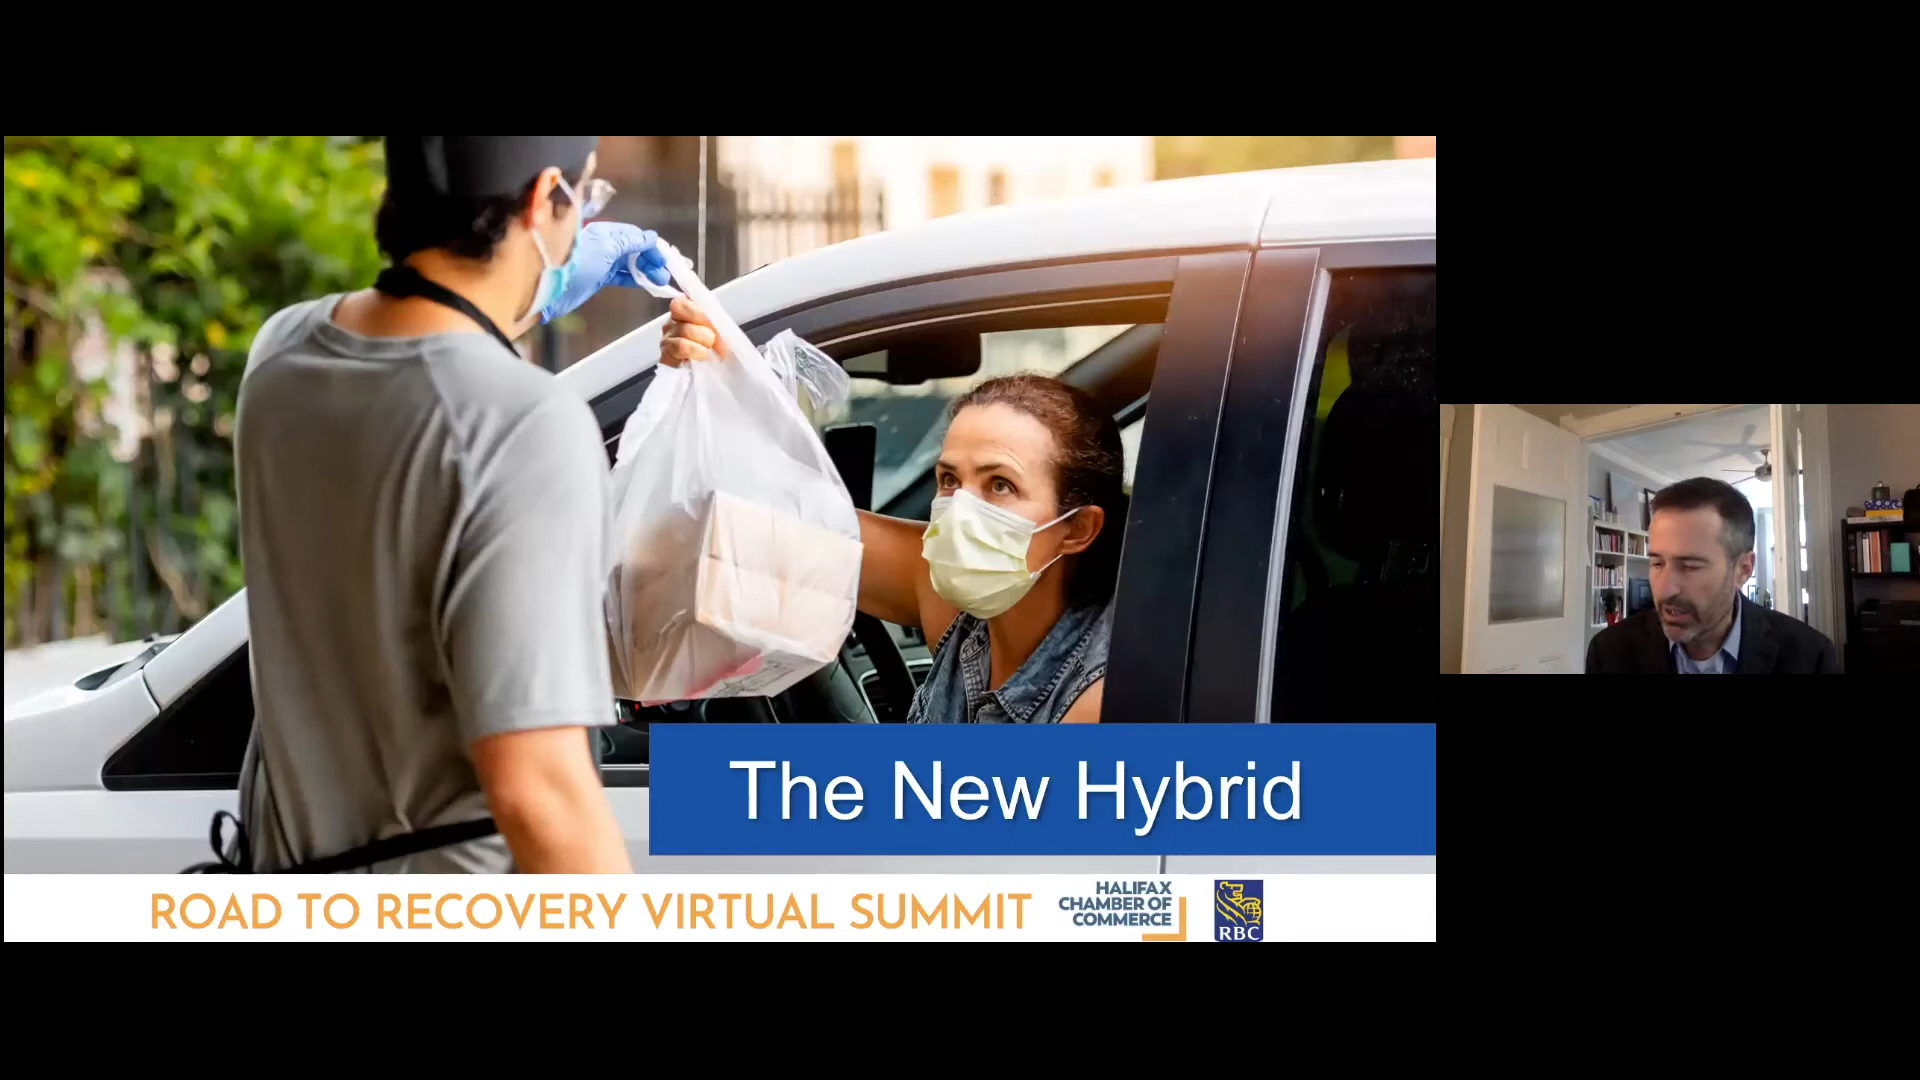 The New Hybrid
ROAD TO RECOVERY VIRTUAL SUMMIT
HALIFAX
CHAMBER OF
COMMERCE
RBC